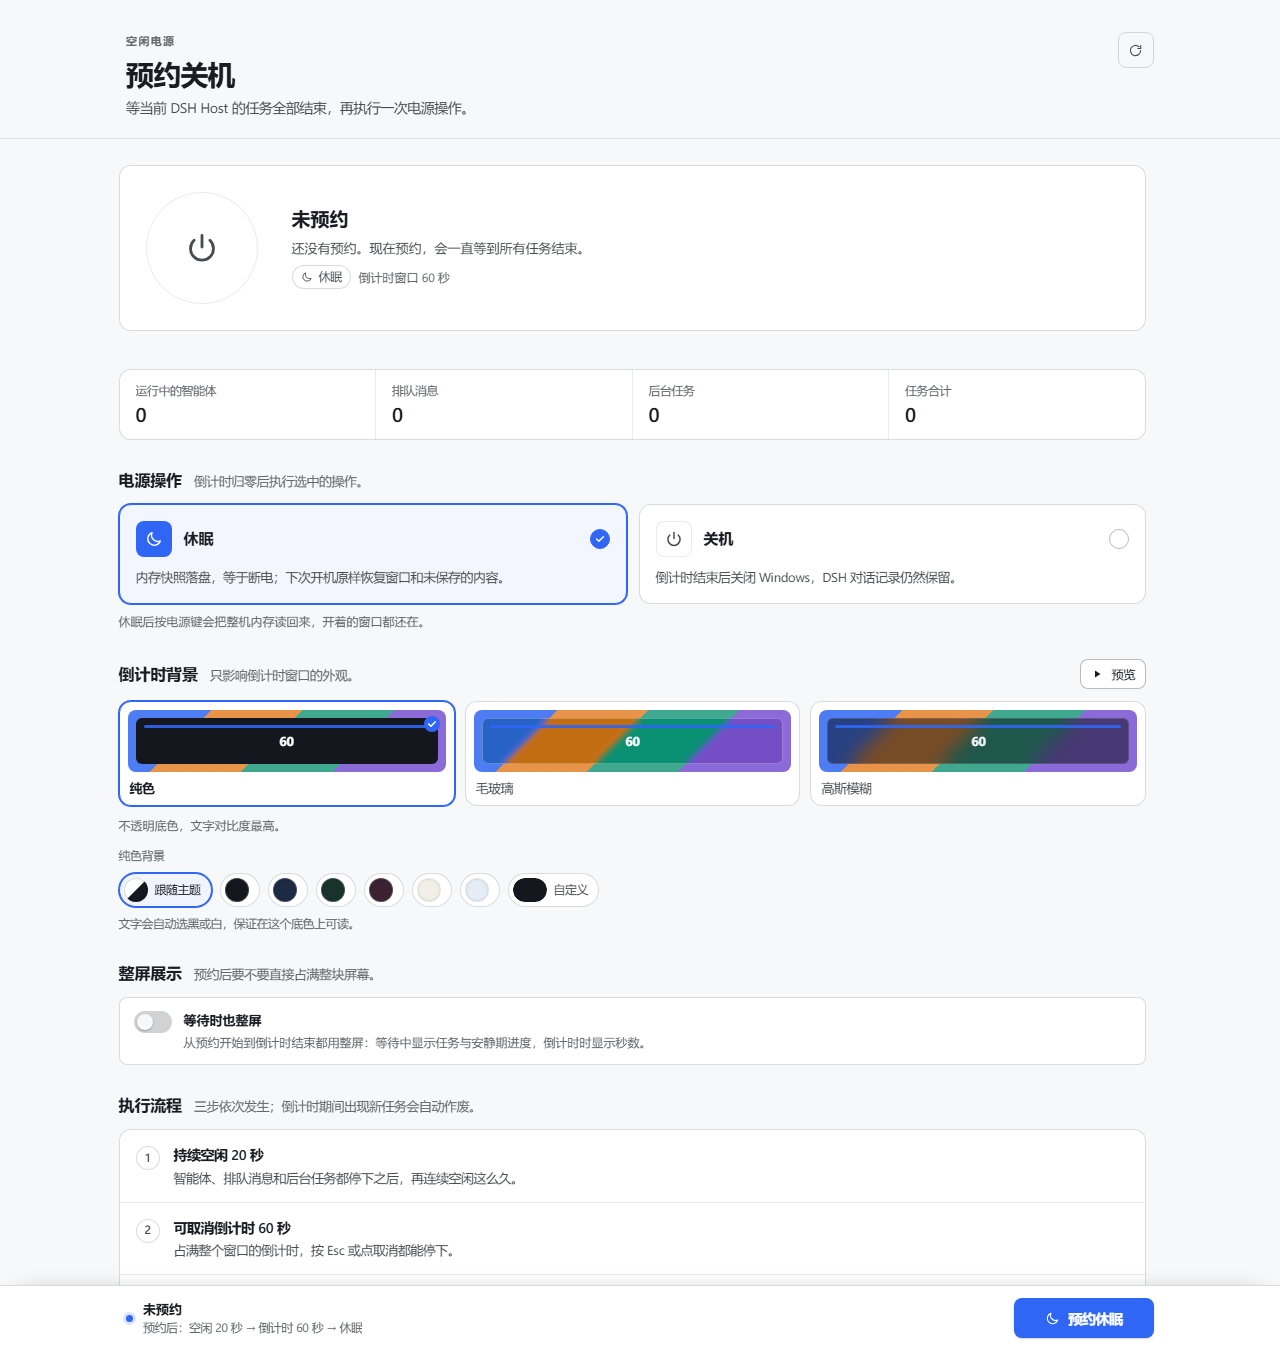 空闲电源
预约关机
等当前 DSH Host 的任务全部结束，再执行一次电源操作。
未预约
还没有预约。现在预约，会一直等到所有任务结束。
休眠 倒计时窗口 60 秒
运行中的智能体 排队消息 后台任务 任务合计
0 0 0 0
电源操作 倒计时归零后执行选中的操作。
休眠 关机
内存快照落盘，等于断电；下次开机原样恢复窗口和未保存的内容。 倒计时结束后关闭 Windows，DSH 对话记录仍然保留。
休眠后按电源键会把整机内存读回来，开着的窗口都还在。
倒计时背景 只影响倒计时窗口的外观。 预览
60 60 60
纯色 毛玻璃 高斯模糊
不透明底色，文字对比度最高。
纯色背景
跟随主题 自定义
文字会自动选黑或白，保证在这个底色上可读。
整屏展示 预约后要不要直接占满整块屏幕。
等待时也整屏
从预约开始到倒计时结束都用整屏：等待中显示任务与安静期进度，倒计时时显示秒数。
执行流程 三步依次发生；倒计时期间出现新任务会自动作废。
1 持续空闲 20 秒
智能体、排队消息和后台任务都停下之后，再连续空闲这么久。
2 可取消倒计时 60 秒
占满整个窗口的倒计时，按 Esc 或点取消都能停下。
未预约
预约后：空闲 20 秒 → 倒计时 60 秒 → 休眠
预约休眠